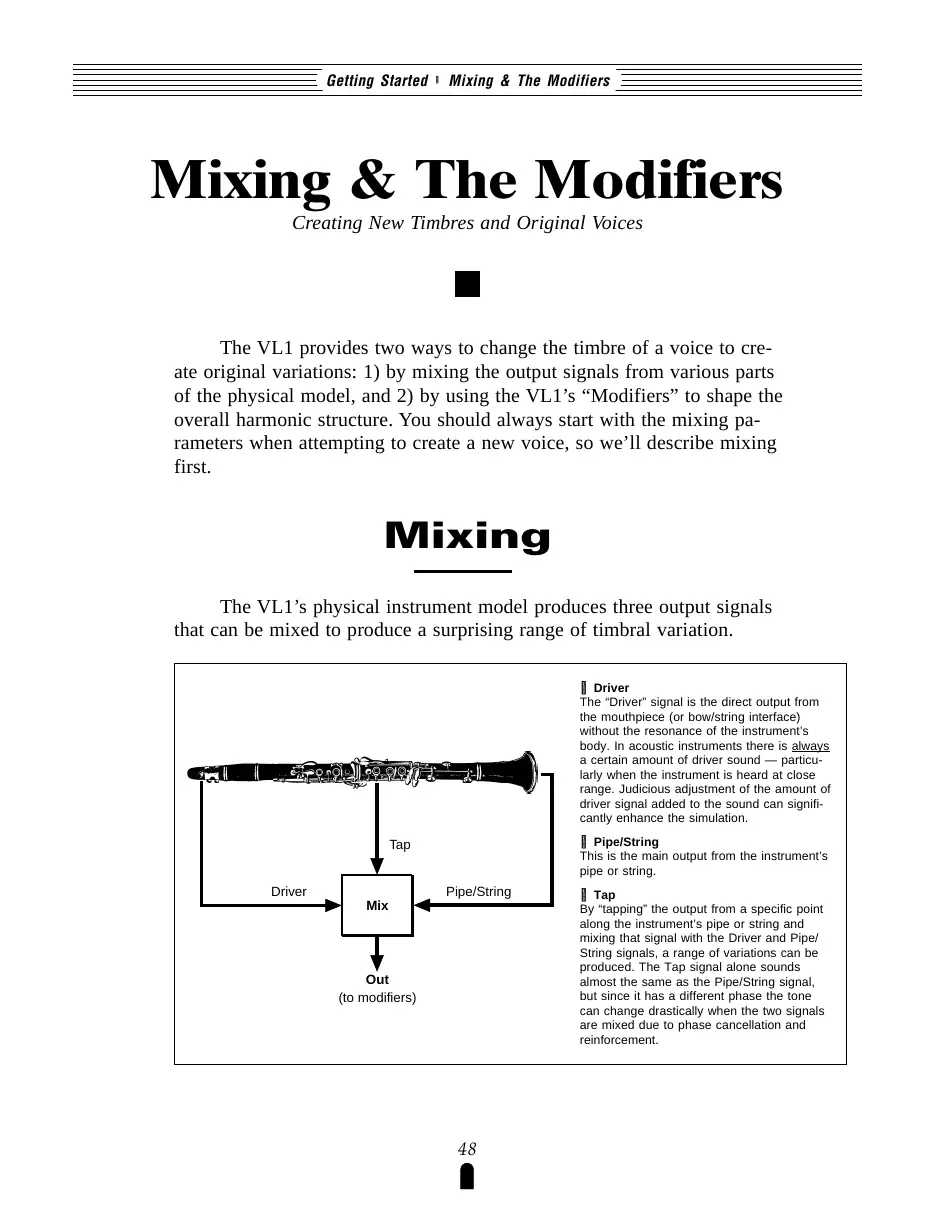 Getting Started Mixing & The Modifiers
Mixing & The Modifiers
Creating New Timbres and Original Voices
The VL1 provides two ways to change the timbre of a voice to cre-
ate original variations: 1) by mixing the output signals from various parts
of the physical model, and 2) by using the VL1’s “Modifiers” to shape the
overall harmonic structure. You should always start with the mixing pa-
rameters when attempting to create a new voice, so we’ll describe mixing
first.
Mixing
The VL1’s physical instrument model produces three output signals
that can be mixed to produce a surprising range of timbral variation.
Tap
Driver
Pipe/String
Mix
Out
(to modifiers)
Driver
The “Driver” signal is the direct output from
the mouthpiece (or bow/string interface)
without the resonance of the instrument’s
body. In acoustic instruments there is always
a certain amount of driver sound — particu-
larly when the instrument is heard at close
range. Judicious adjustment of the amount of
driver signal added to the sound can signifi-
cantly enhance the simulation.
Pipe/String
This is the main output from the instrument’s
pipe or string.
Tap
By “tapping” the output from a specific point
along the instrument’s pipe or string and
mixing that signal with the Driver and Pipe/
String signals, a range of variations can be
produced. The Tap signal alone sounds
almost the same as the Pipe/String signal,
but since it has a different phase the tone
can change drastically when the two signals
are mixed due to phase cancellation and
reinforcement.
48